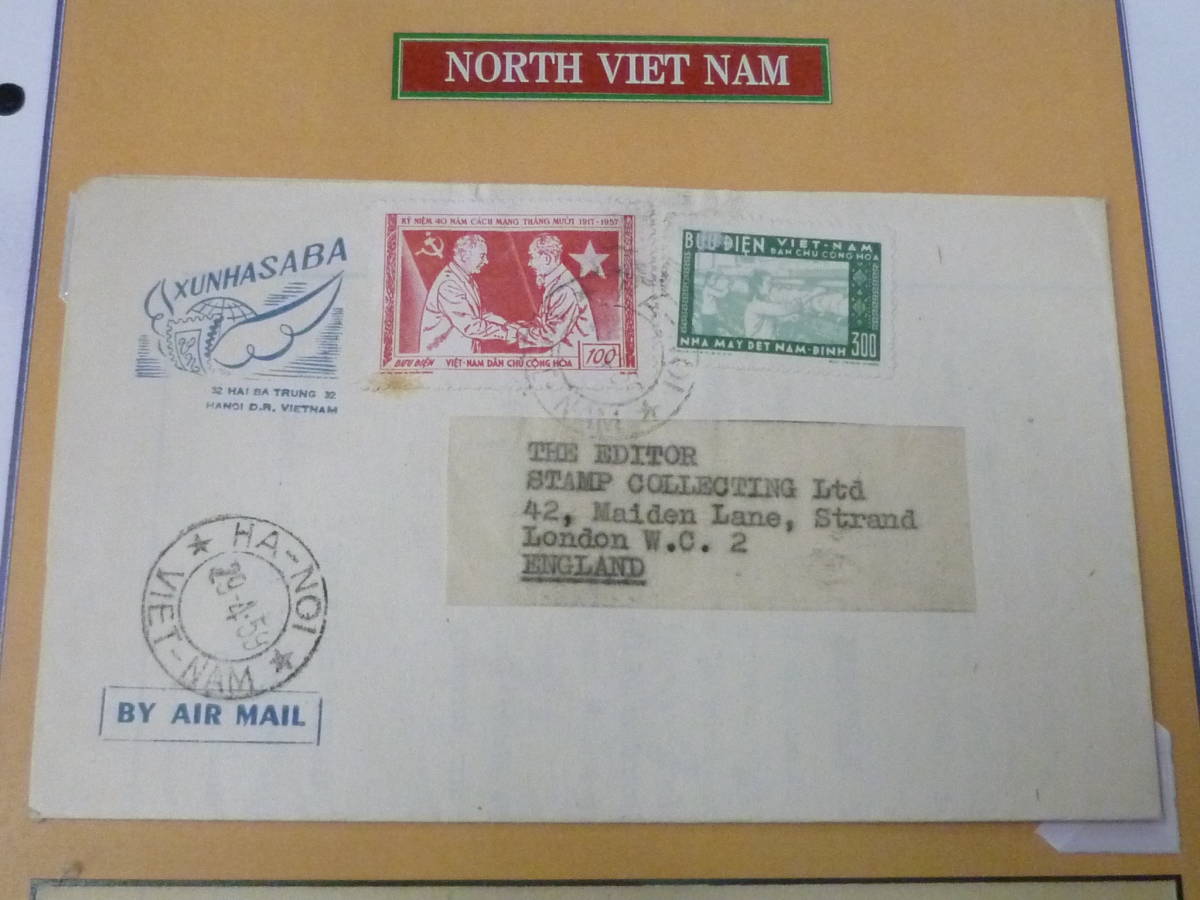 NORTH VIET NAM
XUNHASABA
32 HAI BA TRUNG 32
HANOI D.R. VIETNAM
KỶ NIỆM 40 NĂM CÁCH MẠNG THÁNG MƯỜI 1917-1957
BƯU ĐIỆN VIỆT-NAM DÂN CHỦ CỘNG HÒA
100
BƯU ĐIỆN VIỆT-NAM
DÂN CHỦ CỘNG HÒA
NHÀ MÁY DỆT NAM-ĐỊNH 300
THE EDITOR
STAMP COLLECTING Ltd
42, Maiden Lane, Strand
London W.C. 2
ENGLAND
HA-NOI
29-4-59
VIET-NAM
BY AIR MAIL